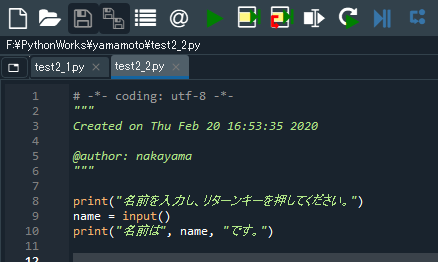 F:¥PythonWorks¥yamamoto¥test2_2.py
test2_1.py × test2_2.py ×
1 # -*- coding: utf-8 -*-
2 """
3 Created on Thu Feb 20 16:53:35 2020
4
5 @author: nakayama
6 """
7
8 print("名前を入力し、リターンキーを押してください。")
9 name = input()
10 print("名前は", name, "です。")
11
12